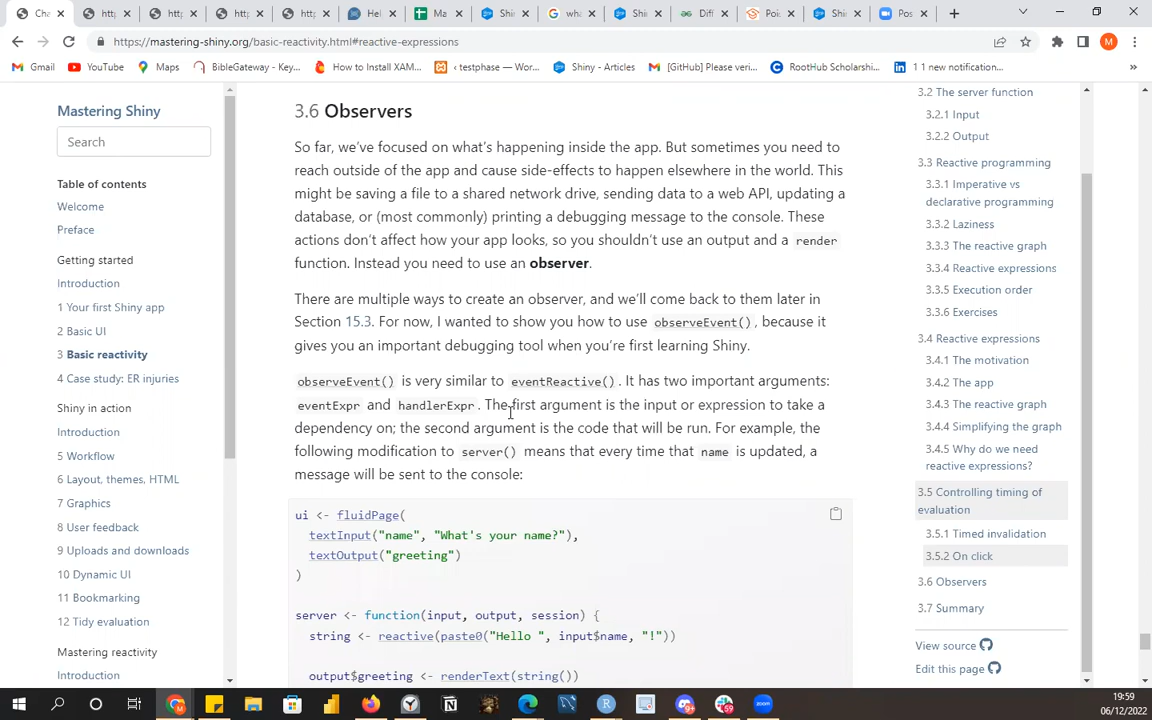 Cha
http
http
http
http
Hel
Ma
Shin
wha
Shin
Diff
Poi
Shin
Pos
https://mastering-shiny.org/basic-reactivity.html#reactive-expressions
M
Gmail
YouTube
Maps
BibleGateway - Key...
How to Install XAM...
testphase — Wor...
Shiny - Articles
[GitHub] Please veri...
RootHub Scholarship...
1 1 new notification...
Mastering Shiny
Search
Table of contents
Welcome
Preface
Getting started
Introduction
1 Your first Shiny app
2 Basic UI
3 Basic reactivity
4 Case study: ER injuries
Shiny in action
Introduction
5 Workflow
6 Layout, themes, HTML
7 Graphics
8 User feedback
9 Uploads and downloads
10 Dynamic UI
11 Bookmarking
12 Tidy evaluation
Mastering reactivity
Introduction
3.6 Observers
So far, we've focused on what's happening inside the app. But sometimes you need to
reach outside of the app and cause side-effects to happen elsewhere in the world. This
might be saving a file to a shared network drive, sending data to a web API, updating a
database, or (most commonly) printing a debugging message to the console. These
actions don't affect how your app looks, so you shouldn't use an output and a render
function. Instead you need to use an observer.
There are multiple ways to create an observer, and we'll come back to them later in
Section 15.3. For now, I wanted to show you how to use observeEvent(), because it
gives you an important debugging tool when you're first learning Shiny.
observeEvent() is very similar to eventReactive(). It has two important arguments:
eventExpr and handlerExpr. The first argument is the input or expression to take a
dependency on; the second argument is the code that will be run. For example, the
following modification to server() means that every time that name is updated, a
message will be sent to the console:
ui <- fluidPage(
textInput("name", "What's your name?"),
textOutput("greeting")
)
server <- function(input, output, session) {
string <- reactive(paste0("Hello ", input$name, "!"))
output$greeting <- renderText(string())
3.2 The server function
3.2.1 Input
3.2.2 Output
3.3 Reactive programming
3.3.1 Imperative vs
declarative programming
3.3.2 Laziness
3.3.3 The reactive graph
3.3.4 Reactive expressions
3.3.5 Execution order
3.3.6 Exercises
3.4 Reactive expressions
3.4.1 The motivation
3.4.2 The app
3.4.3 The reactive graph
3.4.4 Simplifying the graph
3.4.5 Why do we need
reactive expressions?
3.5 Controlling timing of
evaluation
3.5.1 Timed invalidation
3.5.2 On click
3.6 Observers
3.7 Summary
View source
Edit this page
19:59
06/12/2022